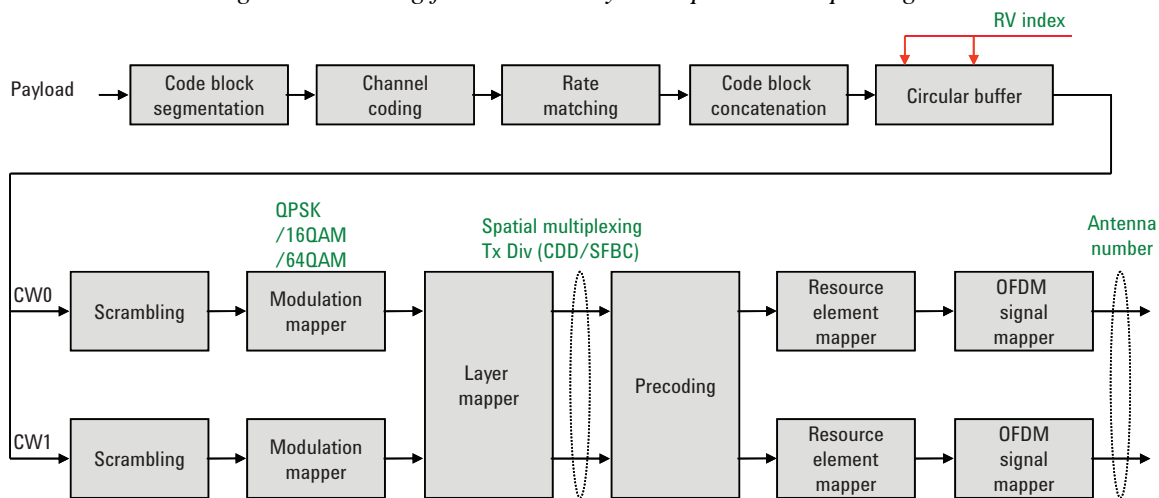 RV index
Payload
Code block
segmentation
Channel
coding
Rate
matching
Code block
concatenation
Circular buffer
QPSK
/16QAM
/64QAM
Spatial multiplexing
Tx Div (CDD/SFBC)
Antenna
number
CW0
Scrambling
Modulation
mapper
Layer
mapper
Precoding
Resource
element
mapper
OFDM
signal
mapper
CW1
Scrambling
Modulation
mapper
Resource
element
mapper
OFDM
signal
mapper